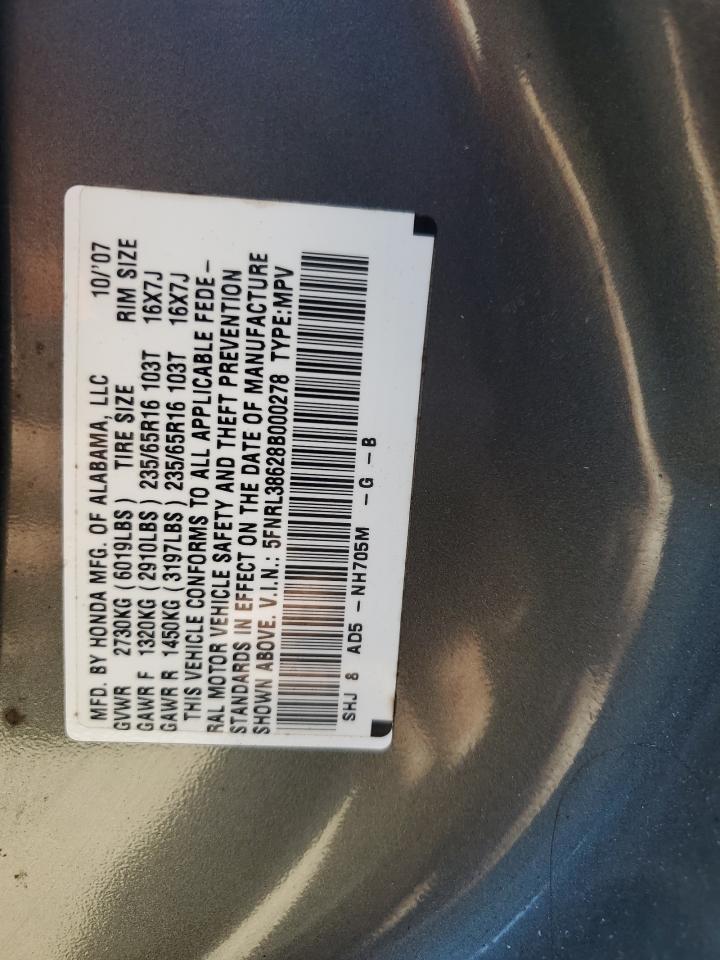 MFD. BY HONDA MFG. OF ALABAMA, LLC 10/'07
GVWR 2730KG (6019LBS) TIRE SIZE RIM SIZE
GAWR F 1320KG (2910LBS) 235/65R16 103T 16X7J
GAWR R 1450KG (3197LBS) 235/65R16 103T 16X7J
THIS VEHICLE CONFORMS TO ALL APPLICABLE FEDE-
RAL MOTOR VEHICLE SAFETY AND THEFT PREVENTION
STANDARDS IN EFFECT ON THE DATE OF MANUFACTURE
SHOWN ABOVE. V.I.N.: 5FNRL38628B000278 TYPE:MPV
SHJ 8 AD5 - NH705M - G - B